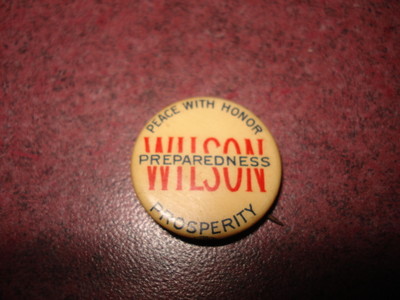 PEACE WITH HONOR
WILSON
PREPAREDNESS
PROSPERITY